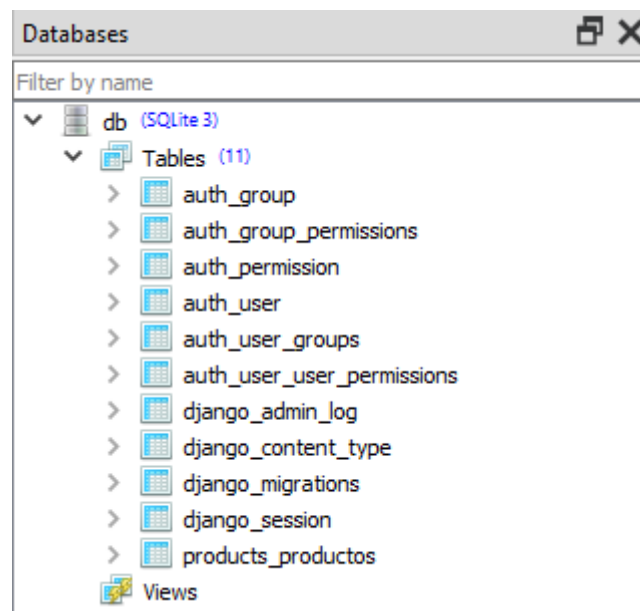 Databases
Filter by name
db (SQLite 3)
Tables (11)
auth_group
auth_group_permissions
auth_permission
auth_user
auth_user_groups
auth_user_user_permissions
django_admin_log
django_content_type
django_migrations
django_session
products_productos
Views